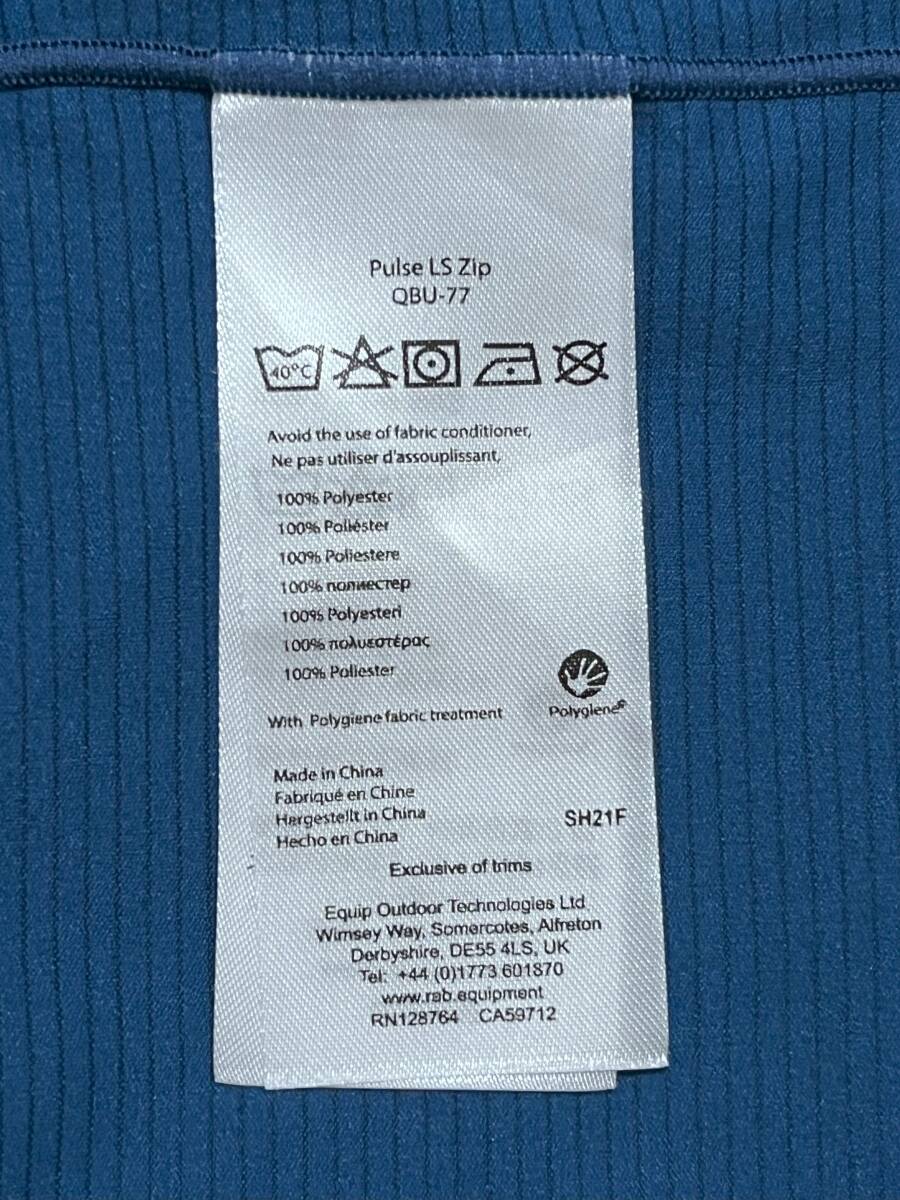 Pulse LS Zip
QBU-77
40°C
Avoid the use of fabric conditioner,
Ne pas utiliser d'assouplissant,
100% Polyester
100% Poliéster
100% Poliestere
100% полиестер
100% Polyesteri
100% πολυεστέρας
100% Poliester
With Polygiene fabric treatment
Polygiene®
Made in China
Fabriqué en Chine
Hergestellt in China
Hecho en China
SH21F
Exclusive of trims
Equip Outdoor Technologies Ltd
Wimsey Way, Somercotes, Alfreton
Derbyshire, DE55 4LS, UK
Tel: +44 (0)1773 601870
www.rab.equipment
RN128764 CA59712